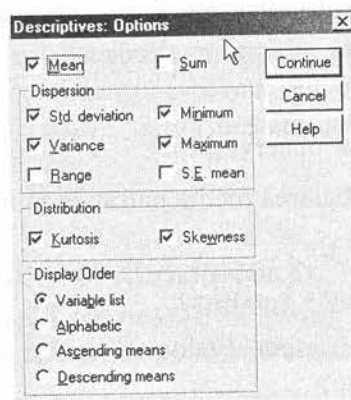 Descriptives: Options
Mean Sum Continue
Dispersion Cancel
Std. deviation Minimum Help
Variance Maximum
Range S.E. mean
Distribution
Kurtosis Skewness
Display Order
Variable list
Alphabetic
Ascending means
Descending means